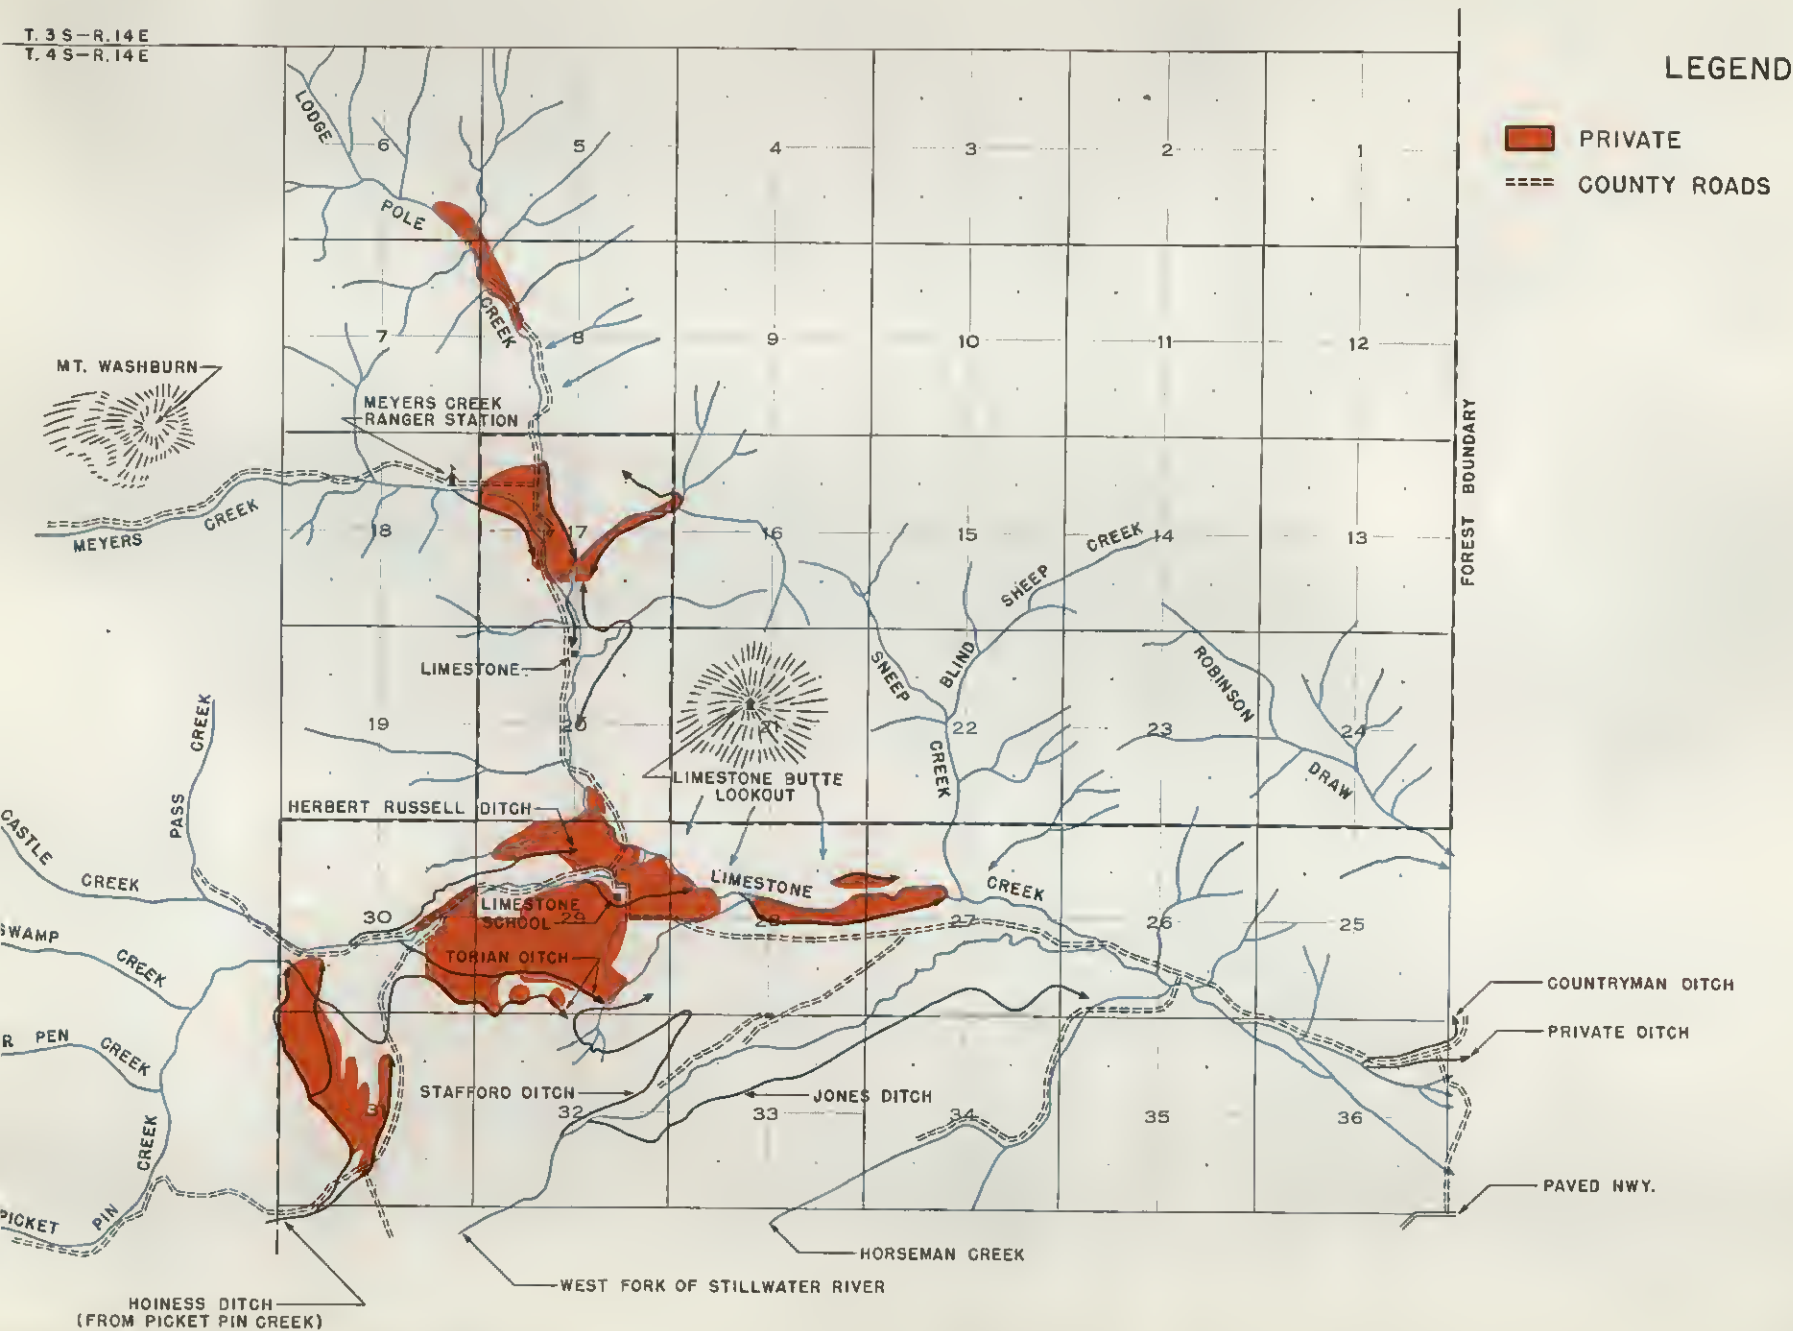 T. 3 S—R. 14 E
T. 4 S—R. 14 E
LEGEND
PRIVATE
COUNTY ROADS
LODGE
POLE
CREEK
6
5
4
3
2
1
7
8
9
10
11
12
MT. WASHBURN
MEYERS CREEK
RANGER STATION
FOREST BOUNDARY
MEYERS
CREEK
18
17
16
15
14
13
SHEEP
CREEK
BLIND
SNEEP
CREEK
ROBINSON
DRAW
LIMESTONE
19
20
21
22
23
24
PASS
CREEK
LIMESTONE BUTTE
LOOKOUT
HERBERT RUSSELL DITCH
CASTLE
CREEK
LIMESTONE
CREEK
30
LIMESTONE
SCHOOL
29
28
27
26
25
SWAMP
CREEK
TORIAN DITCH
COUNTRYMAN DITCH
PRIVATE DITCH
R PEN
CREEK
STAFFORD DITCH
JONES DITCH
31
32
33
34
35
36
CREEK
PAVED HWY.
PICKET
PIN
HORSEMAN CREEK
WEST FORK OF STILLWATER RIVER
HOINESS DITCH
(FROM PICKET PIN CREEK)